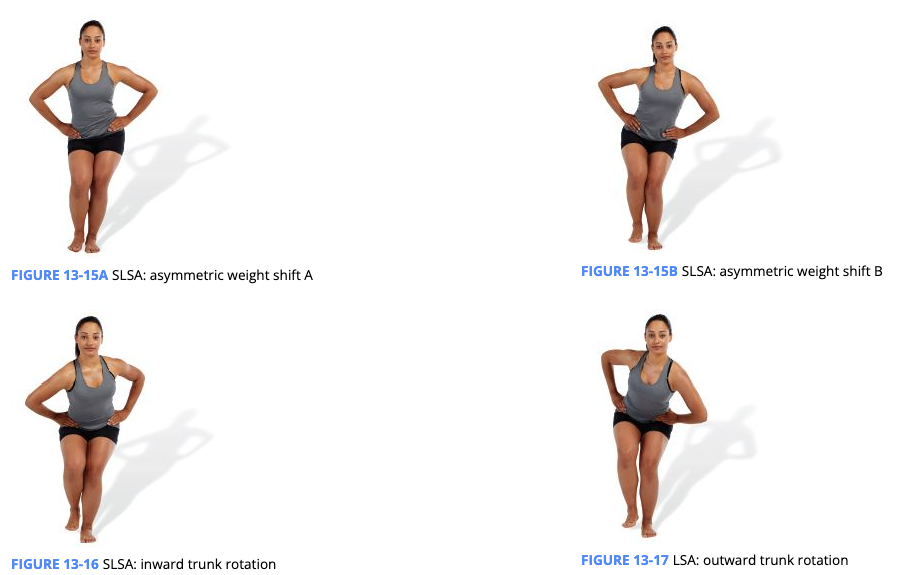 FIGURE 13-15A SLSA: asymmetric weight shift A
FIGURE 13-15B SLSA: asymmetric weight shift B
FIGURE 13-16 SLSA: inward trunk rotation
FIGURE 13-17 LSA: outward trunk rotation